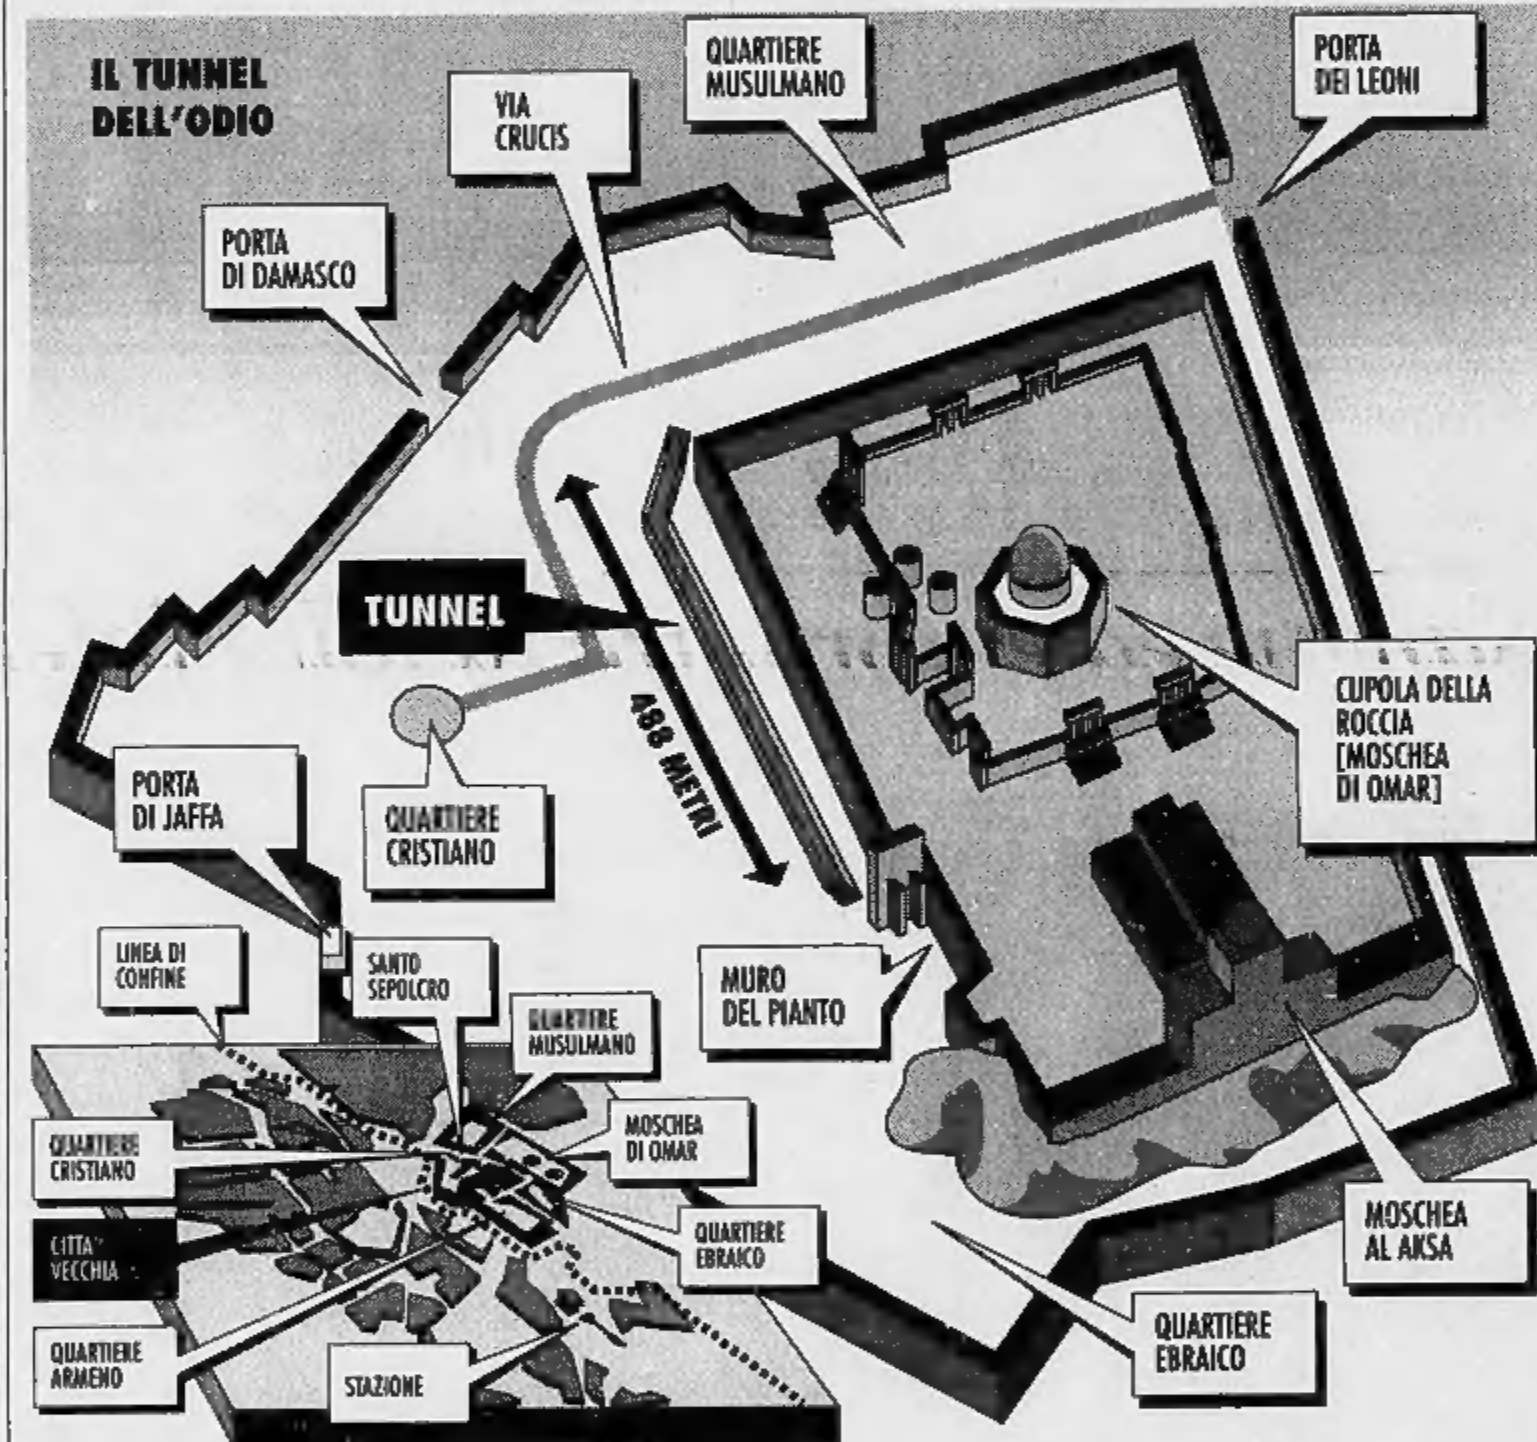 IL TUNNEL
DELL'ODIO
VIA
CRUCIS
QUARTIERE
MUSULMANO
PORTA
DEI LEONI
PORTA
DI DAMASCO
TUNNEL
488 METRI
CUPOLA DELLA
ROCCIA
[MOSCHEA
DI OMAR]
PORTA
DI JAFFA
QUARTIERE
CRISTIANO
LINEA DI
CONFINE
SANTO
SEPOLCRO
QUARTIERE
MUSULMANO
MURO
DEL PIANTO
QUARTIERE
CRISTIANO
MOSCHEA
DI OMAR
CITTA'
VECCHIA
QUARTIERE
EBRAICO
MOSCHEA
AL AKSA
QUARTIERE
ARMENO
STAZIONE
QUARTIERE
EBRAICO